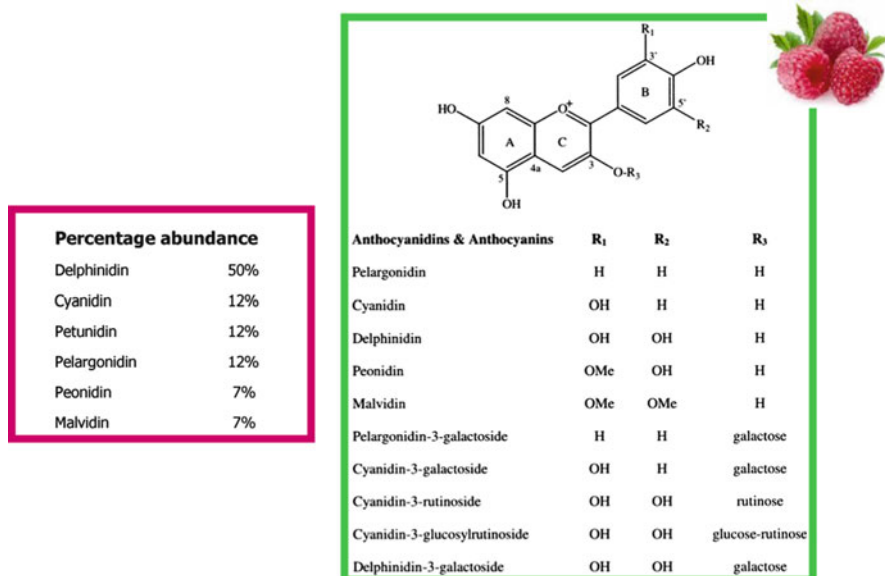 Percentage abundance
Delphinidin 50%
Cyanidin 12%
Petunidin 12%
Pelargonidin 12%
Peonidin 7%
Malvidin 7%
R₁
3'
OH
B
5'
R₂
HO
8
O⁺
A
C
3
O-R₃
5
4a
OH
Anthocyanidins & Anthocyanins R₁ R₂ R₃
Pelargonidin H H H
Cyanidin OH H H
Delphinidin OH OH H
Peonidin OMe OH H
Malvidin OMe OMe H
Pelargonidin-3-galactoside H H galactose
Cyanidin-3-galactoside OH H galactose
Cyanidin-3-rutinoside OH OH rutinose
Cyanidin-3-glucosylrutinoside OH OH glucose-rutinose
Delphinidin-3-galactoside OH OH galactose